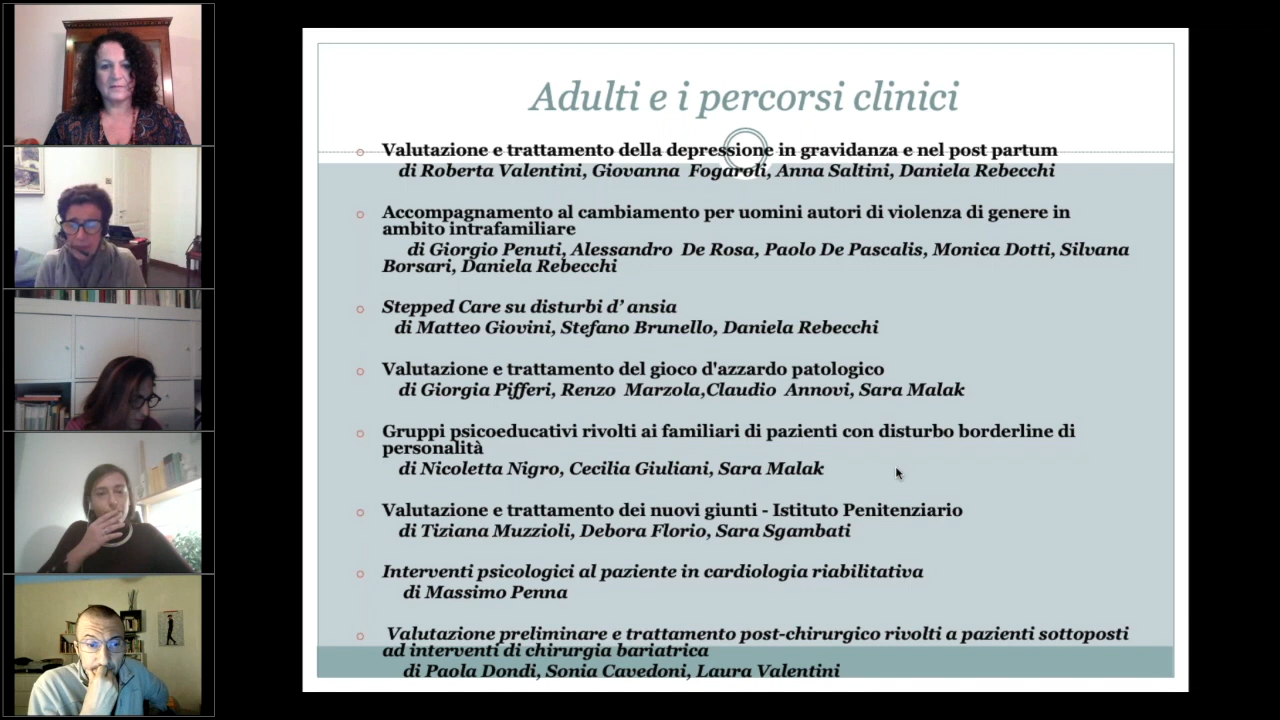 Adulti e i percorsi clinici
Valutazione e trattamento della depressione in gravidanza e nel post partum
di Roberta Valentini, Giovanna Fogaroli, Anna Saltini, Daniela Rebecchi
Accompagnamento al cambiamento per uomini autori di violenza di genere in
ambito intrafamiliare
di Giorgio Penuti, Alessandro De Rosa, Paolo De Pascalis, Monica Dotti, Silvana
Borsari, Daniela Rebecchi
Stepped Care su disturbi d' ansia
di Matteo Giovini, Stefano Brunello, Daniela Rebecchi
Valutazione e trattamento del gioco d'azzardo patologico
di Giorgia Pifferi, Renzo Marzola,Claudio Annovi, Sara Malak
Gruppi psicoeducativi rivolti ai familiari di pazienti con disturbo borderline di
personalità
di Nicoletta Nigro, Cecilia Giuliani, Sara Malak
Valutazione e trattamento dei nuovi giunti - Istituto Penitenziario
di Tiziana Muzzioli, Debora Florio, Sara Sgambati
Interventi psicologici al paziente in cardiologia riabilitativa
di Massimo Penna
Valutazione preliminare e trattamento post-chirurgico rivolti a pazienti sottoposti
ad interventi di chirurgia bariatrica
di Paola Dondi, Sonia Cavedoni, Laura Valentini